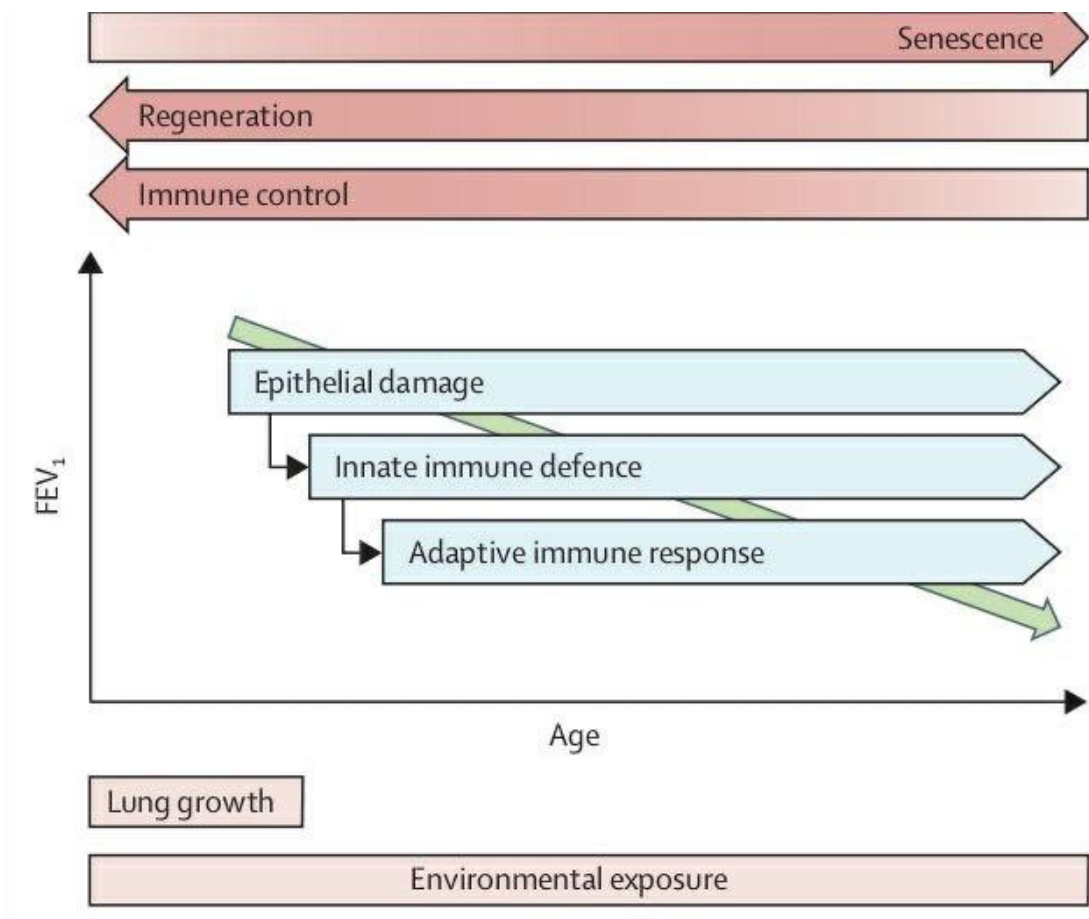 Senescence
Regeneration
Immune control
Epithelial damage
Innate immune defence
Adaptive immune response
FEV₁
Age
Lung growth
Environmental exposure